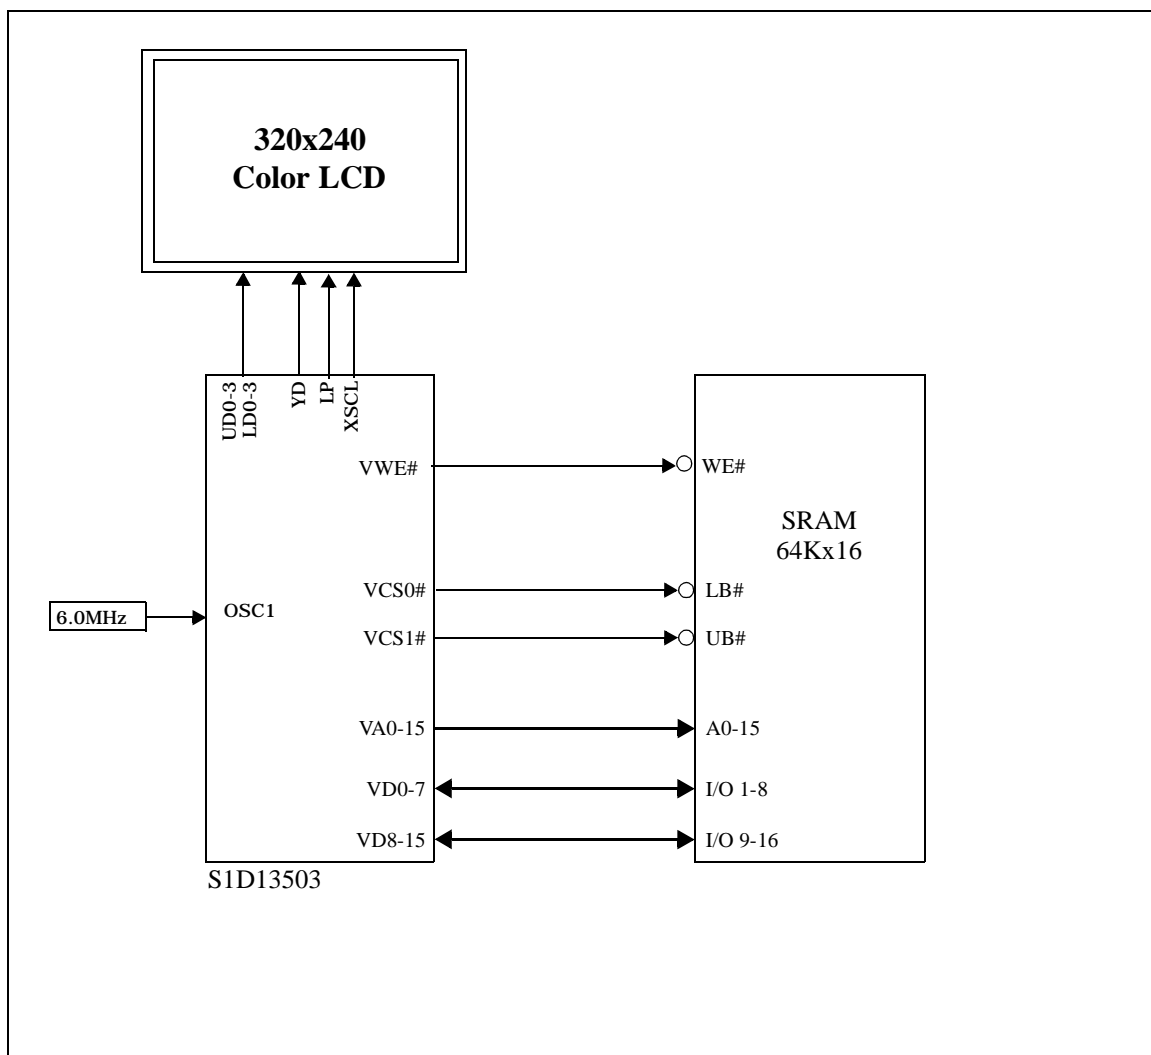 320x240
Color LCD
UD0-3
LD0-3
YD
LP
XSCL
VWE#
WE#
SRAM
64Kx16
VCS0#
LB#
6.0MHz
OSC1
VCS1#
UB#
VA0-15
A0-15
VD0-7
I/O 1-8
VD8-15
I/O 9-16
S1D13503